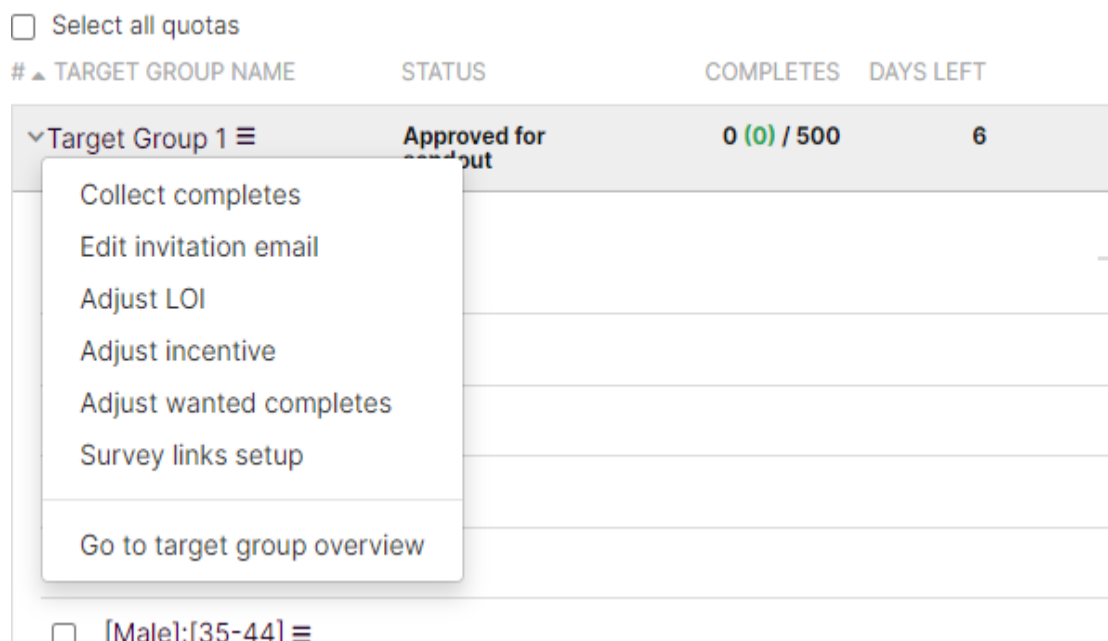 Select all quotas
# TARGET GROUP NAME STATUS COMPLETES DAYS LEFT
Target Group 1 Approved for sendout 0 (0) / 500 6
Collect completes
Edit invitation email
Adjust LOI
Adjust incentive
Adjust wanted completes
Survey links setup
Go to target group overview
[Male]:[35-44]